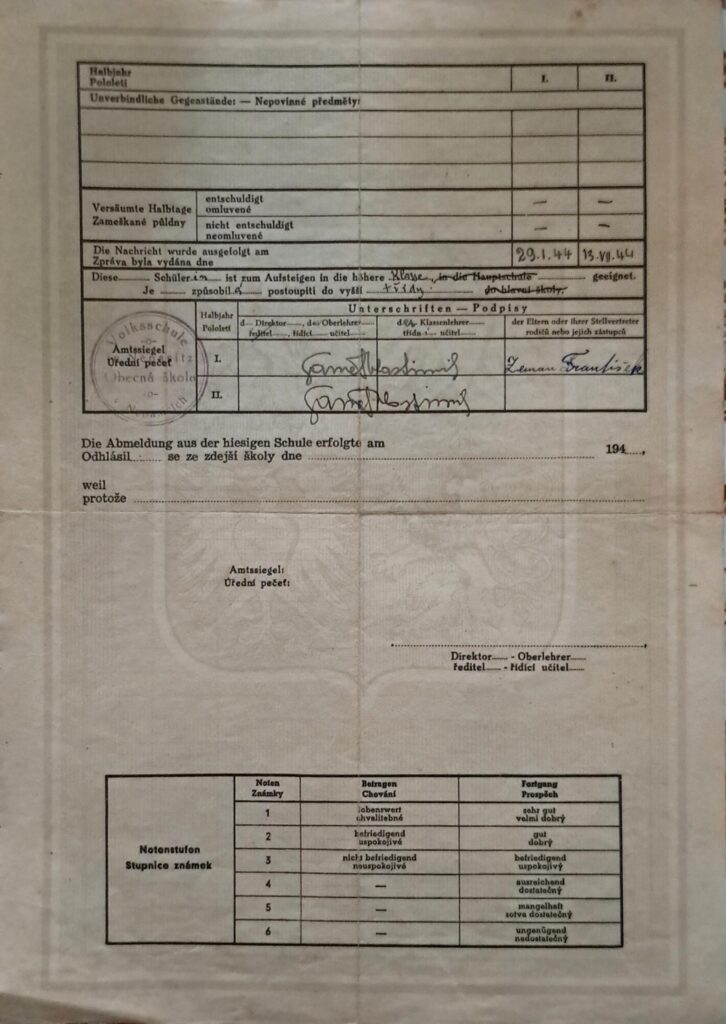 Halbjahr I. II.
Pololetí
Unverbindliche Gegenstände: — Nepovinné předměty:
Versäumte Halbtage entschuldigt — —
Zameškané půldny omluvené
nicht entschuldigt — —
neomluvené
Die Nachricht wurde ausgefolgt am 29.1.44 13.VII.44
Zpráva byla vydána dne
Diese Schülerin ist zum Aufsteigen in die höhere Klasse, in die Hauptschule geeignet.
Je způsobilá postoupiti do vyšší třídy. do hlavní školy.
Halbjahr Unterschriften — Podpisy
Pololetí d Direktor, des Oberlehrer des Klassenlehrer der Eltern oder ihrer Stellvertreter
ředitel, řídící učitel třídní učitel rodičů nebo jejich zástupců
Volksschule
Amtssiegel
Úřední pečeť
Obecná škola
I. Zeman František
II.
Die Abmeldung aus der hiesigen Schule erfolgte am 194
Odhlásil se ze zdejší školy dne
weil
protože
Amtssiegel:
Úřední pečeť:
Direktor - Oberlehrer
ředitel - řídící učitel
Notenstufen
Stupnice známek
Noten Betragen Fortgang
Známky Chování Prospěch
1 lobenswert sehr gut
chvalitebné velmi dobrý
2 befriedigend gut
uspokojivé dobrý
3 nicht befriedigend befriedigend
neuspokojivé uspokojivý
4 — ausreichend
dostatečný
5 — mangelhaft
sotva dostatečný
6 — ungenügend
nedostatečný